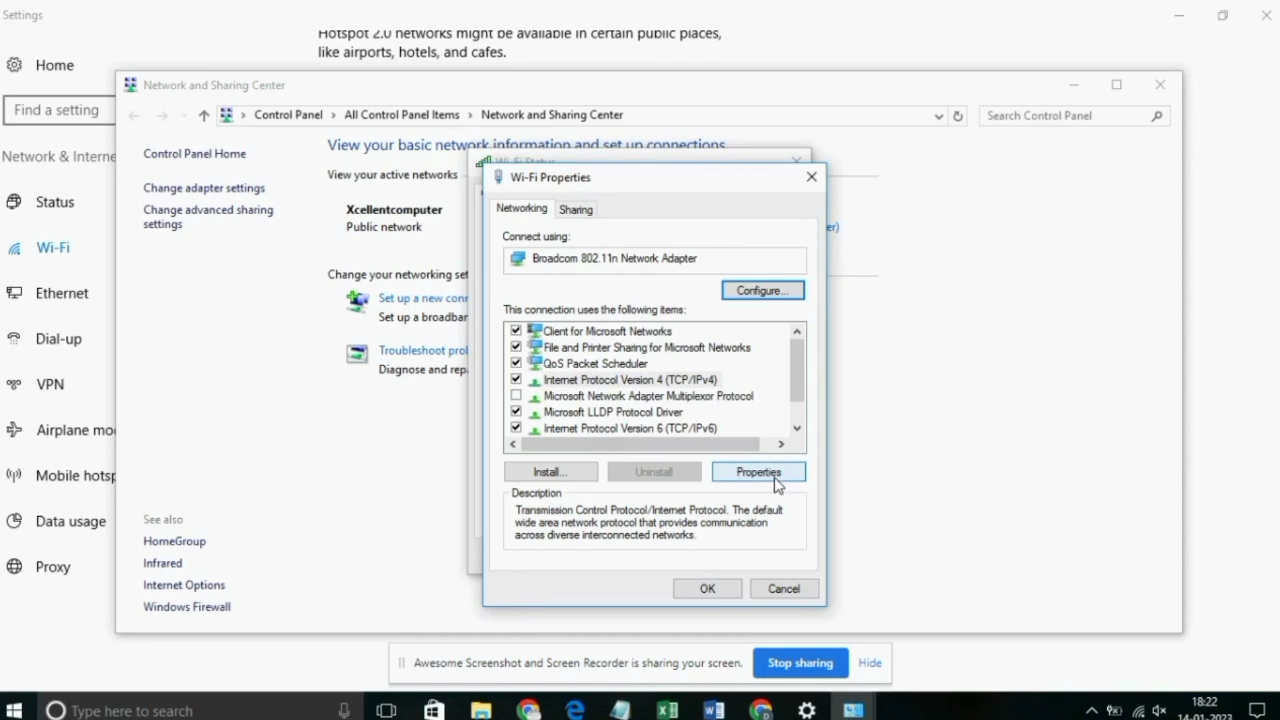 Settings
Hotspot 2.0 networks might be available in certain public places,
like airports, hotels, and cafes.
Home
Find a setting
Network & Interne
Status
Wi-Fi
Ethernet
Dial-up
VPN
Airplane mo
Mobile hotsp
Data usage
Proxy
Network and Sharing Center
Control Panel > All Control Panel Items > Network and Sharing Center
Search Control Panel
Control Panel Home
Change adapter settings
Change advanced sharing
settings
See also
HomeGroup
Infrared
Internet Options
Windows Firewall
View your basic network information and set up connections
View your active networks
Xcellentcomputer
Public network
er)
Change your networking set
Set up a new conn
Set up a broadbar
Troubleshoot prol
Diagnose and repa
Wi-Fi Status
Wi-Fi Properties
Networking
Sharing
Connect using:
Broadcom 802.11n Network Adapter
Configure...
This connection uses the following items:
Client for Microsoft Networks
File and Printer Sharing for Microsoft Networks
QoS Packet Scheduler
Internet Protocol Version 4 (TCP/IPv4)
Microsoft Network Adapter Multiplexor Protocol
Microsoft LLDP Protocol Driver
Internet Protocol Version 6 (TCP/IPv6)
Install...
Uninstall
Properties
Description
Transmission Control Protocol/Internet Protocol. The default
wide area network protocol that provides communication
across diverse interconnected networks.
OK
Cancel
Awesome Screenshot and Screen Recorder is sharing your screen.
Stop sharing
Hide
Type here to search
18:22
14-01-2023